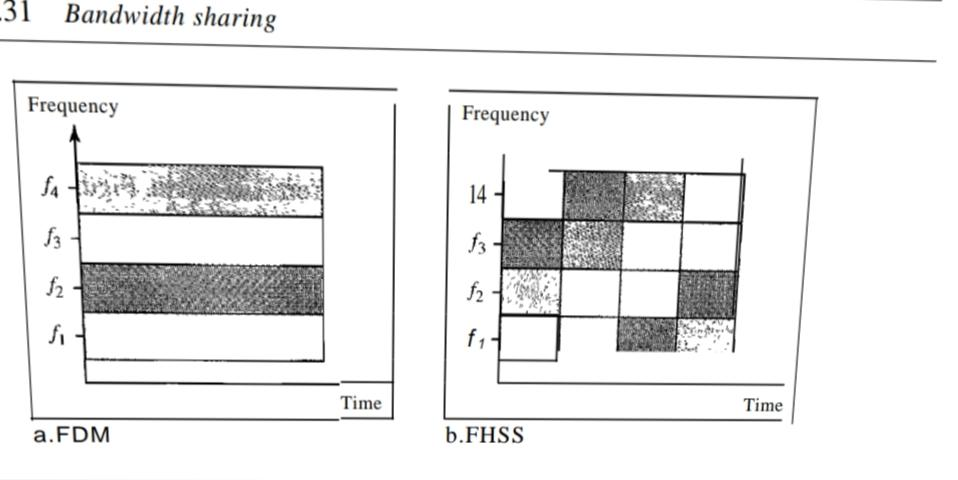 .31 Bandwidth sharing
Frequency
f4
f3
f2
f1
Time
a.FDM
Frequency
14
f3
f2
f1
Time
b.FHSS